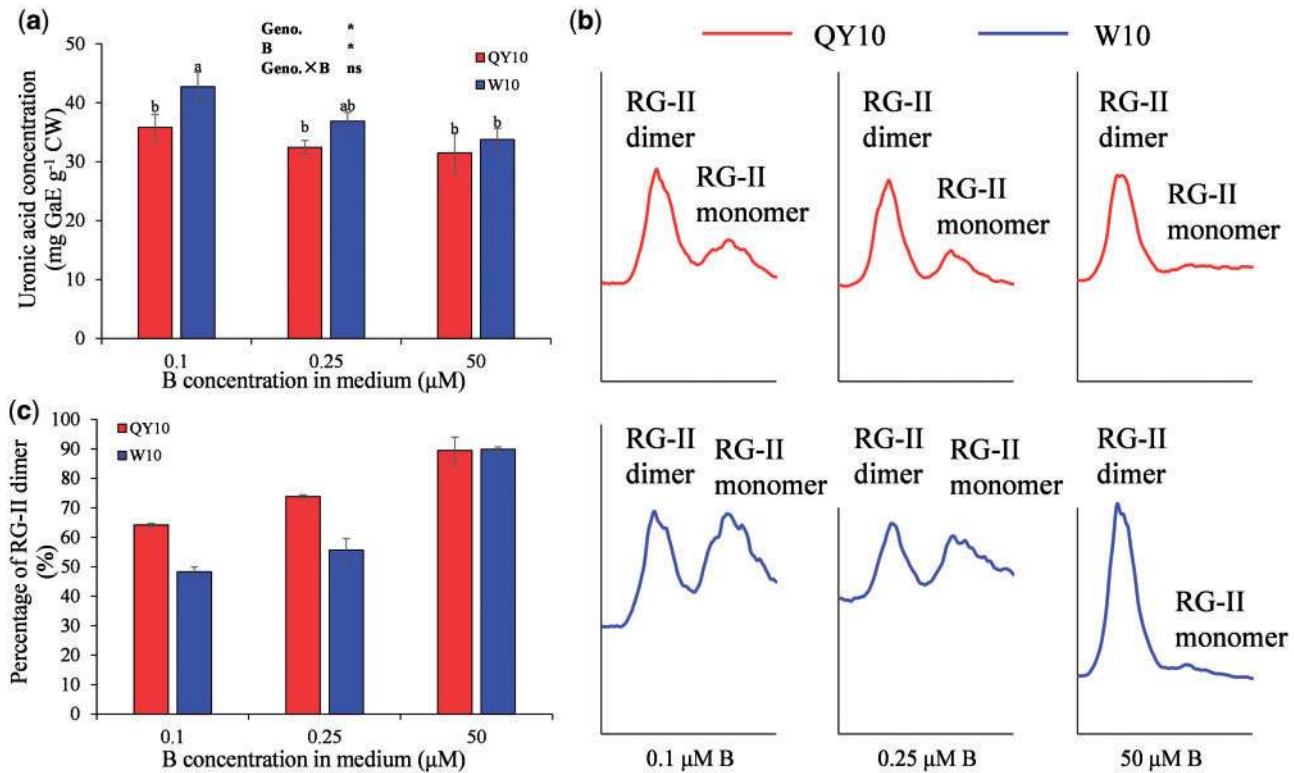 (a)
Geno. *
B *
Geno.×B ns
QY10
W10
Uronic acid concentration
(mg GaE g⁻¹ CW)
50
40
30
20
10
0
b
a
b
ab
b
b
0.1
0.25
50
B concentration in medium (μM)
(b)
QY10
W10
RG-II
dimer
RG-II
monomer
RG-II
dimer
RG-II
monomer
RG-II
dimer
RG-II
monomer
RG-II
dimer
RG-II
monomer
RG-II
dimer
RG-II
monomer
RG-II
dimer
RG-II
monomer
0.1 μM B
0.25 μM B
50 μM B
(c)
QY10
W10
Percentage of RG-II dimer
(%)
100
90
80
70
60
50
40
30
20
10
0
0.1
0.25
50
B concentration in medium (μM)